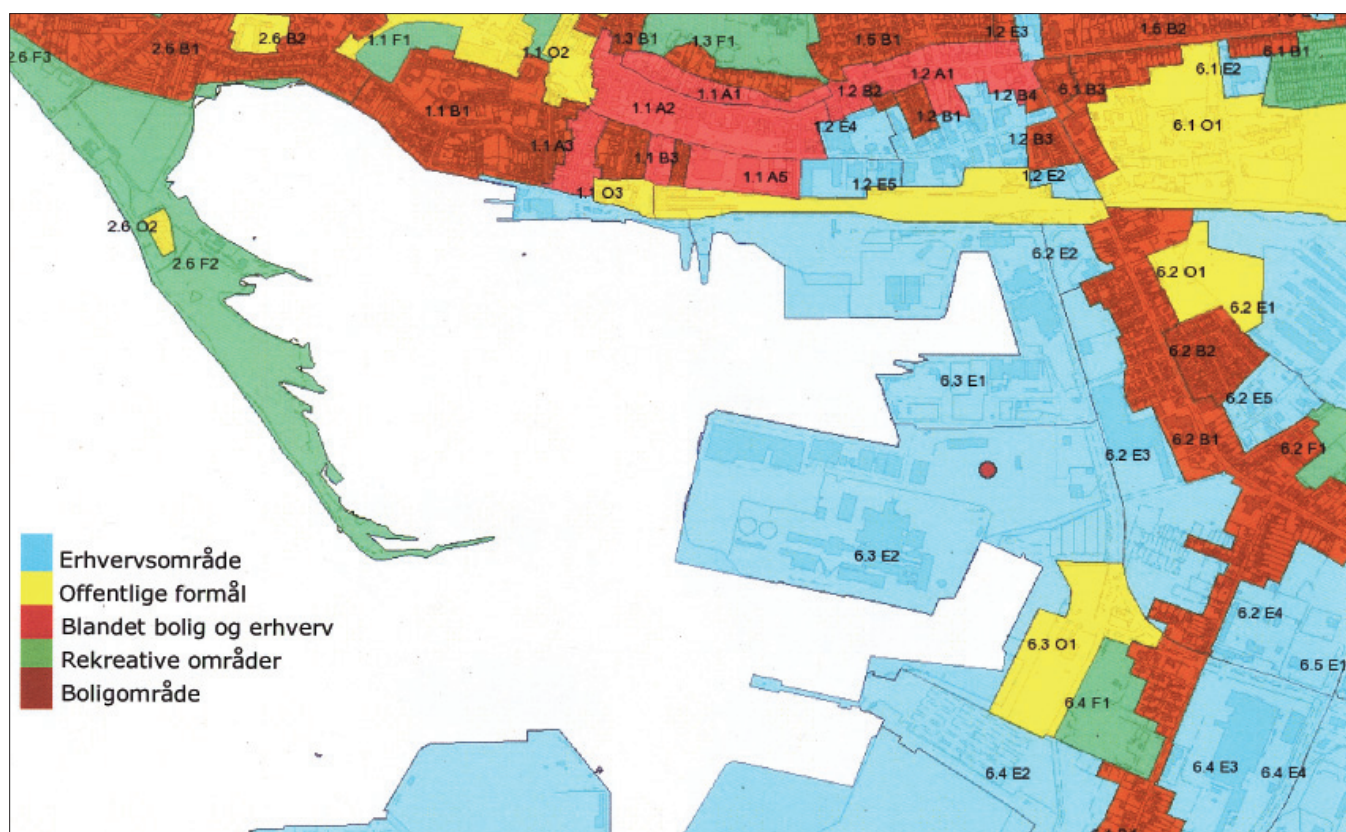 1.2 E3
1.3 B1
2.6 B2
1.1 F1
1.3 F1
1.5 B1
1.5 B2
2.6 B1
1.1 O2
6.1 B1
2.6 F3
6.1 E2
1.2 A1
1.1 A1
1.2 B2
1.2 B4
6.1 B3
1.1 B1
1.1 A2
1.2 B1
1.2 E4
6.1 O1
1.1 A3
1.2 B3
1.1 B3
1.1 A5
1.2 E5
1.2 E2
1.1 O3
2.6 O2
2.6 F2
6.2 E2
6.2 O1
6.2 E1
6.2 B2
6.3 E1
6.2 E5
6.2 B1
6.2 F1
6.2 E3
6.3 E2
Erhvervsområde
Offentlige formål
Blandet bolig og erhverv
Rekreative områder
Boligområde
6.2 E4
6.3 O1
6.5 E1
6.4 F1
6.4 E2
6.4 E3
6.4 E4